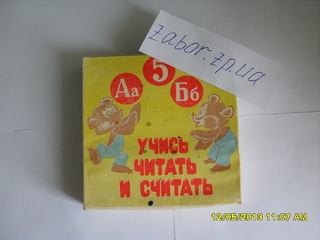 zabor.zp.ua
5
Аа Бб
УЧИСЬ
ЧИТАТЬ
И СЧИТАТЬ
12/05/2013 11:07 AM